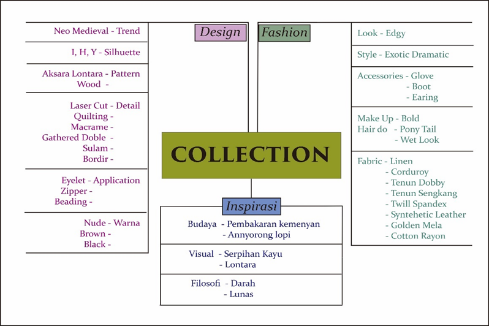 Design
Neo Medieval - Trend
I, H, Y - Silhuette
Aksara Lontara - Pattern
Wood -
Laser Cut - Detail
Quilting -
Macrame -
Gathered Doble -
Sulam -
Bordir -
Eyelet - Application
Zipper -
Beading -
Nude - Warna
Brown -
Black -
Fashion
Look - Edgy
Style - Exotic Dramatic
Accessories - Glove
- Boot
- Earing
Make Up - Bold
Hair do - Pony Tail
- Wet Look
Fabric - Linen
- Corduroy
- Tenun Dobby
- Tenun Sengkang
- Twill Spandex
- Syntehetic Leather
- Golden Mela
- Cotton Rayon
COLLECTION
Inspirasi
Budaya - Pembakaran kemenyan
- Annyorong lopi
Visual - Serpihan Kayu
- Lontara
Filosofi - Darah
- Lunas